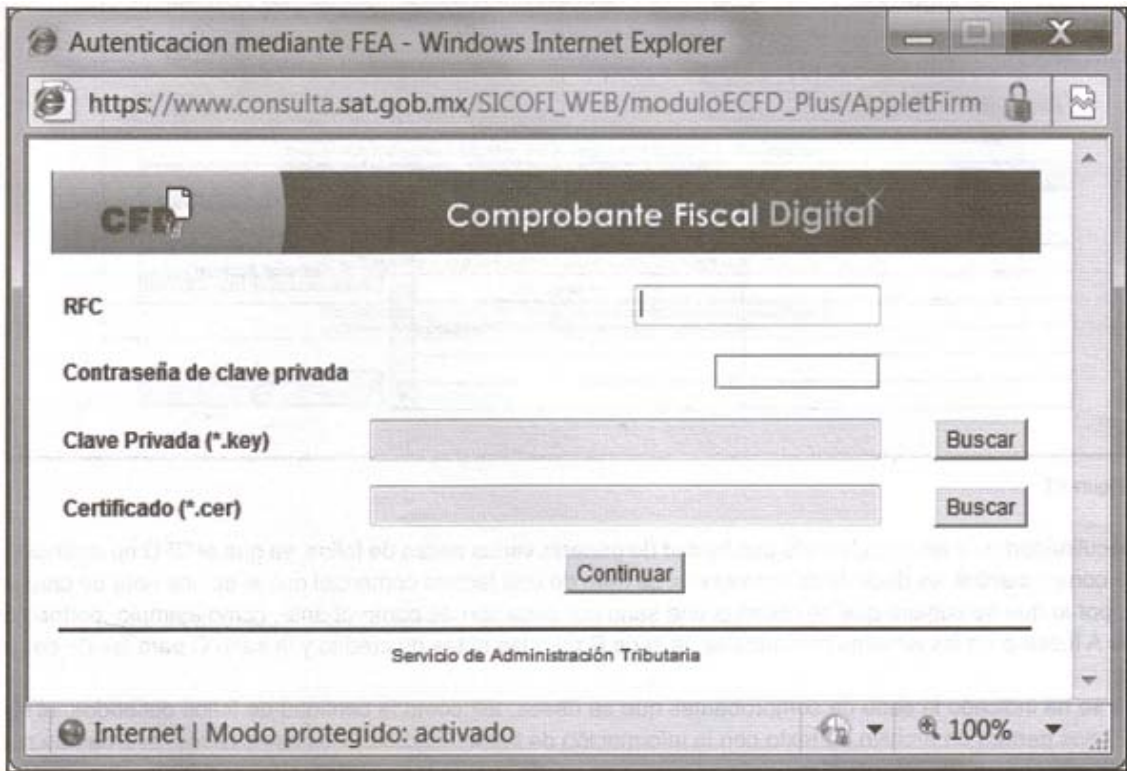 Autenticacion mediante FEA - Windows Internet Explorer
https://www.consulta.sat.gob.mx/SICOFI_WEB/moduloECFD_Plus/AppletFirm
CFD Comprobante Fiscal Digital
RFC
Contraseña de clave privada
Clave Privada (*.key) Buscar
Certificado (*.cer) Buscar
Continuar
Servicio de Administración Tributaria
Internet | Modo protegido: activado 100%